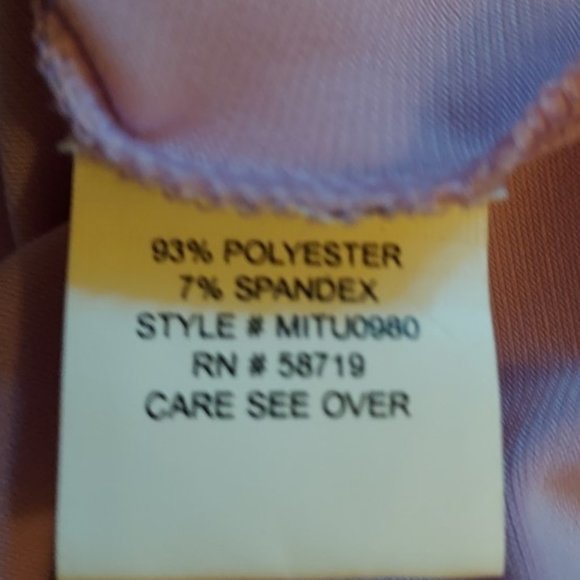 93% POLYESTER
7% SPANDEX
STYLE # MITU0980
RN # 58719
CARE SEE OVER